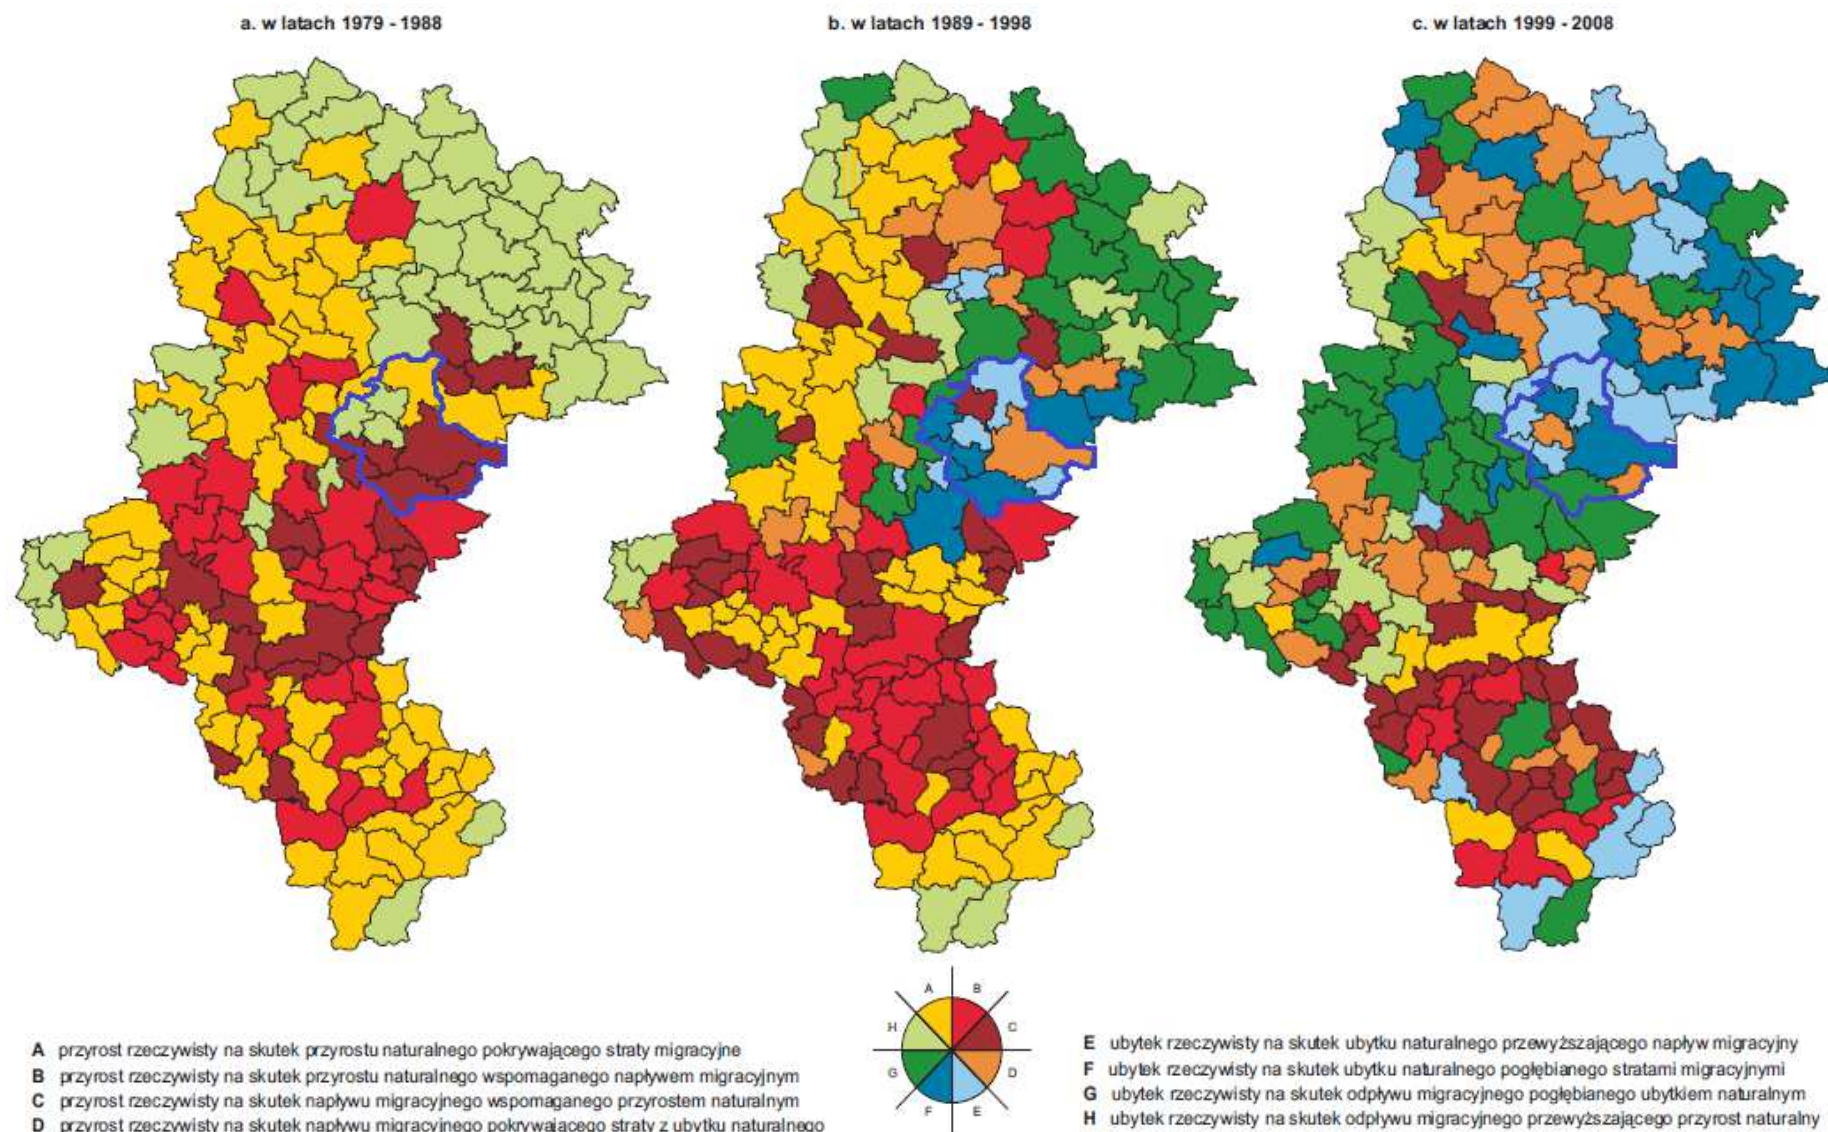 a. w latach 1979 - 1988
b. w latach 1989 - 1998
c. w latach 1999 - 2008
A
B
H
C
G
D
F
E
A przyrost rzeczywisty na skutek przyrostu naturalnego pokrywającego straty migracyjne
B przyrost rzeczywisty na skutek przyrostu naturalnego wspomaganego napływem migracyjnym
C przyrost rzeczywisty na skutek napływu migracyjnego wspomaganego przyrostem naturalnym
D przyrost rzeczywisty na skutek napływu migracyjnego pokrywającego straty z ubytku naturalnego
E ubytek rzeczywisty na skutek ubytku naturalnego przewyższającego napływ migracyjny
F ubytek rzeczywisty na skutek ubytku naturalnego pogłębianego stratami migracyjnymi
G ubytek rzeczywisty na skutek odpływu migracyjnego pogłębianego ubytkiem naturalnym
H ubytek rzeczywisty na skutek odpływu migracyjnego przewyższającego przyrost naturalny